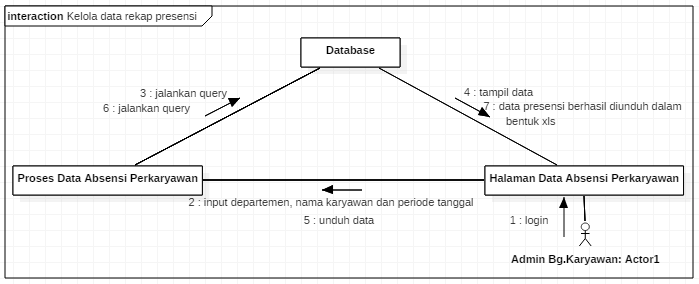 interaction Kelola data rekap presensi
Database
3 : jalankan query
6 : jalankan query
4 : tampil data
7 : data presensi berhasil diunduh dalam
bentuk xls
Proses Data Absensi Perkaryawan
Halaman Data Absensi Perkaryawan
2 : input departemen, nama karyawan dan periode tanggal
5 : unduh data
1 : login
Admin Bg.Karyawan: Actor1